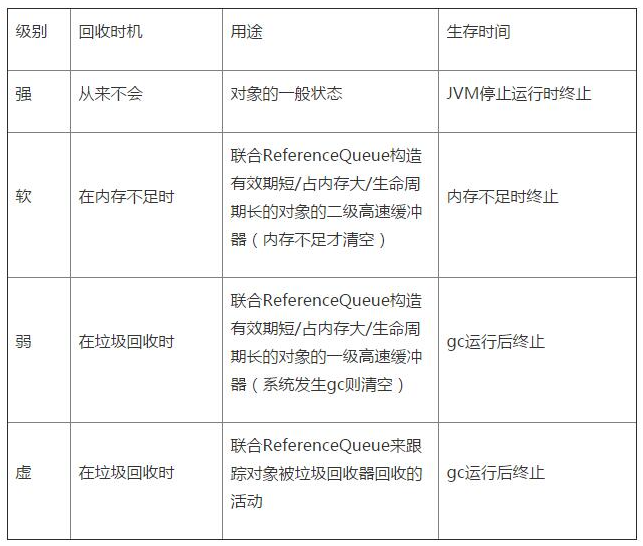 级别 回收时机 用途 生存时间
强 从来不会 对象的一般状态 JVM停止运行时终止
软 在内存不足时 联合ReferenceQueue构造
有效期短/占内存大/生命周
期长的对象的二级高速缓冲
器（内存不足才清空） 内存不足时终止
弱 在垃圾回收时 联合ReferenceQueue构造
有效期短/占内存大/生命周
期长的对象的一级高速缓冲
器（系统发生gc则清空） gc运行后终止
虚 在垃圾回收时 联合ReferenceQueue来跟
踪对象被垃圾回收器回收的
活动 gc运行后终止